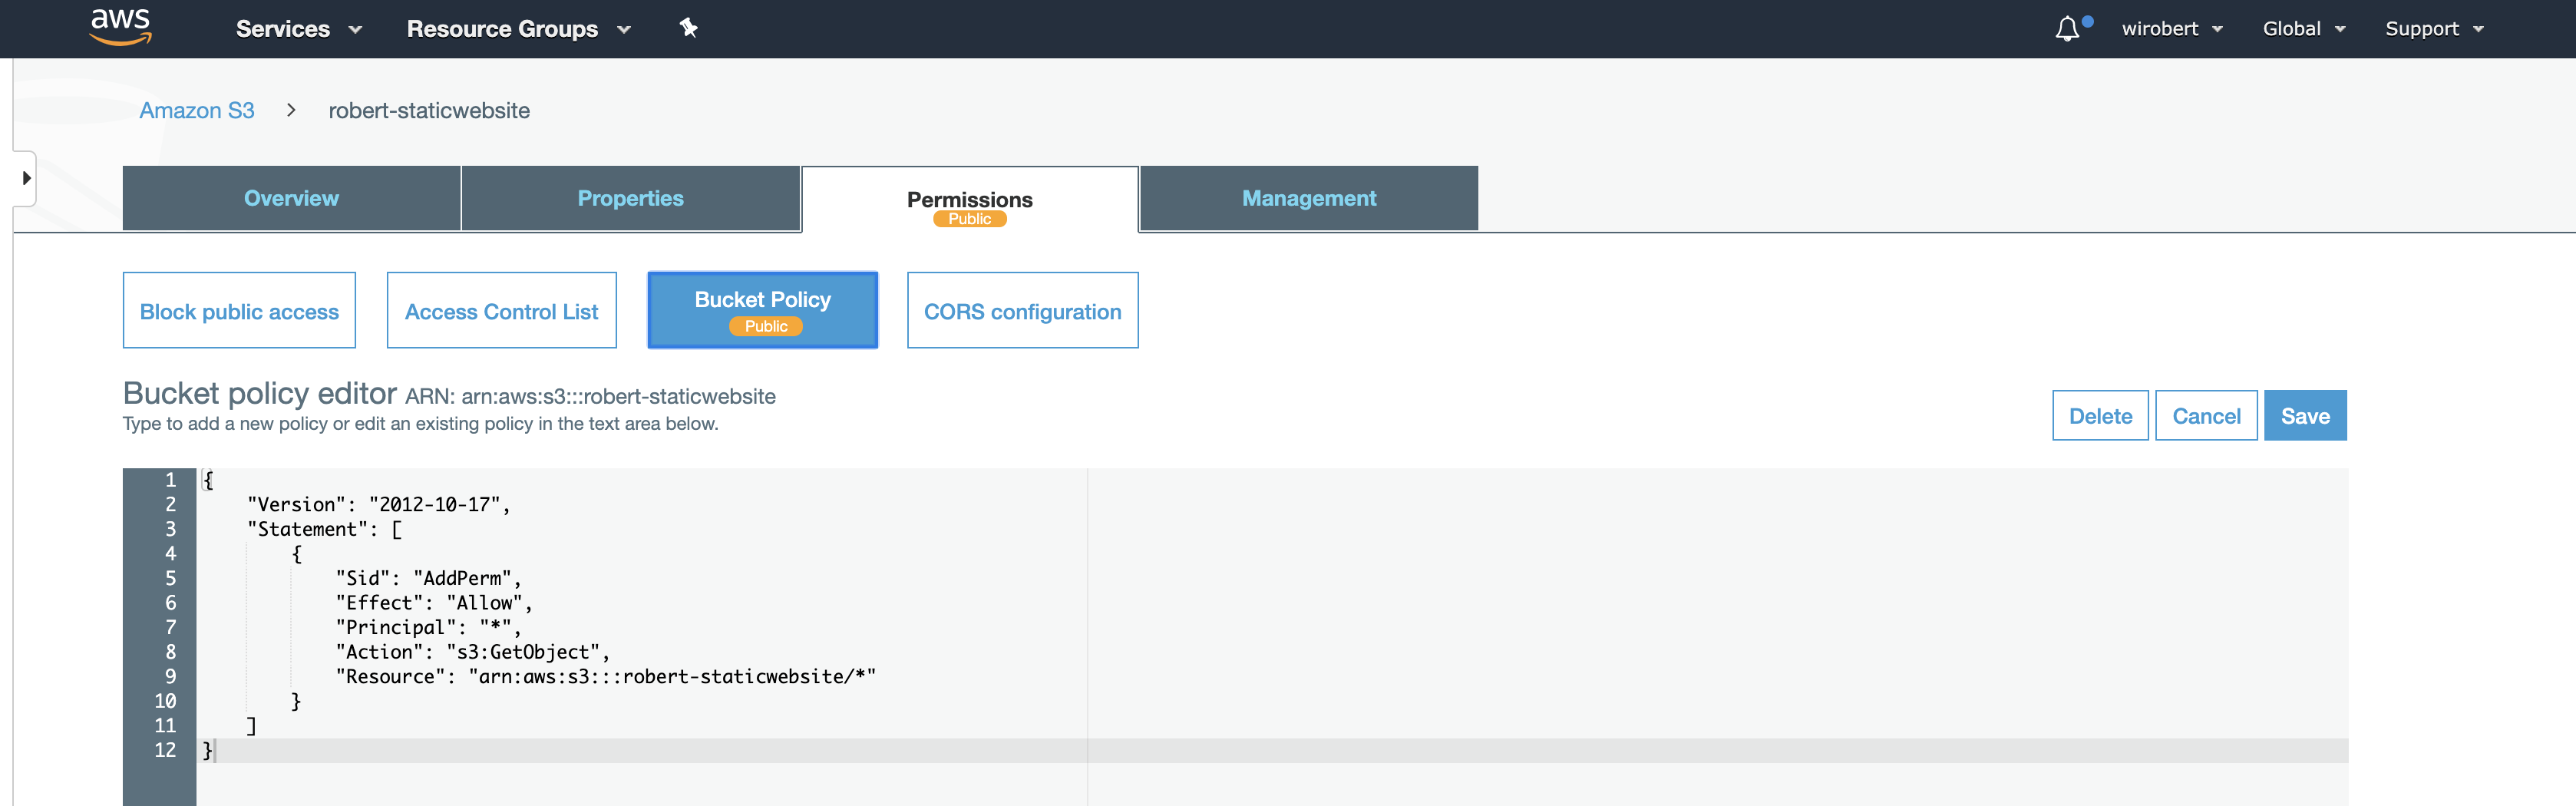 aws Services Resource Groups wirobert Global Support
Amazon S3 > robert-staticwebsite
Overview Properties Permissions Management
Public
Block public access Access Control List Bucket Policy CORS configuration
Public
Bucket policy editor ARN: arn:aws:s3:::robert-staticwebsite
Type to add a new policy or edit an existing policy in the text area below.
Delete Cancel Save
1 {
2     "Version": "2012-10-17",
3     "Statement": [
4         {
5             "Sid": "AddPerm",
6             "Effect": "Allow",
7             "Principal": "*",
8             "Action": "s3:GetObject",
9             "Resource": "arn:aws:s3:::robert-staticwebsite/*"
10         }
11     ]
12 }